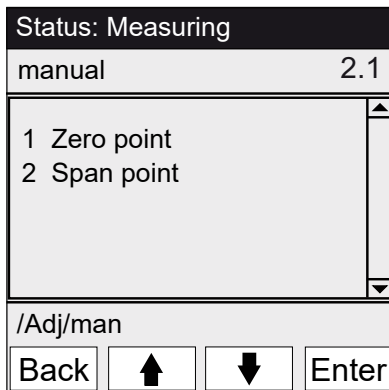 Status: Measuring
manual 2.1
1 Zero point
2 Span point
/Adj/man
Back Enter